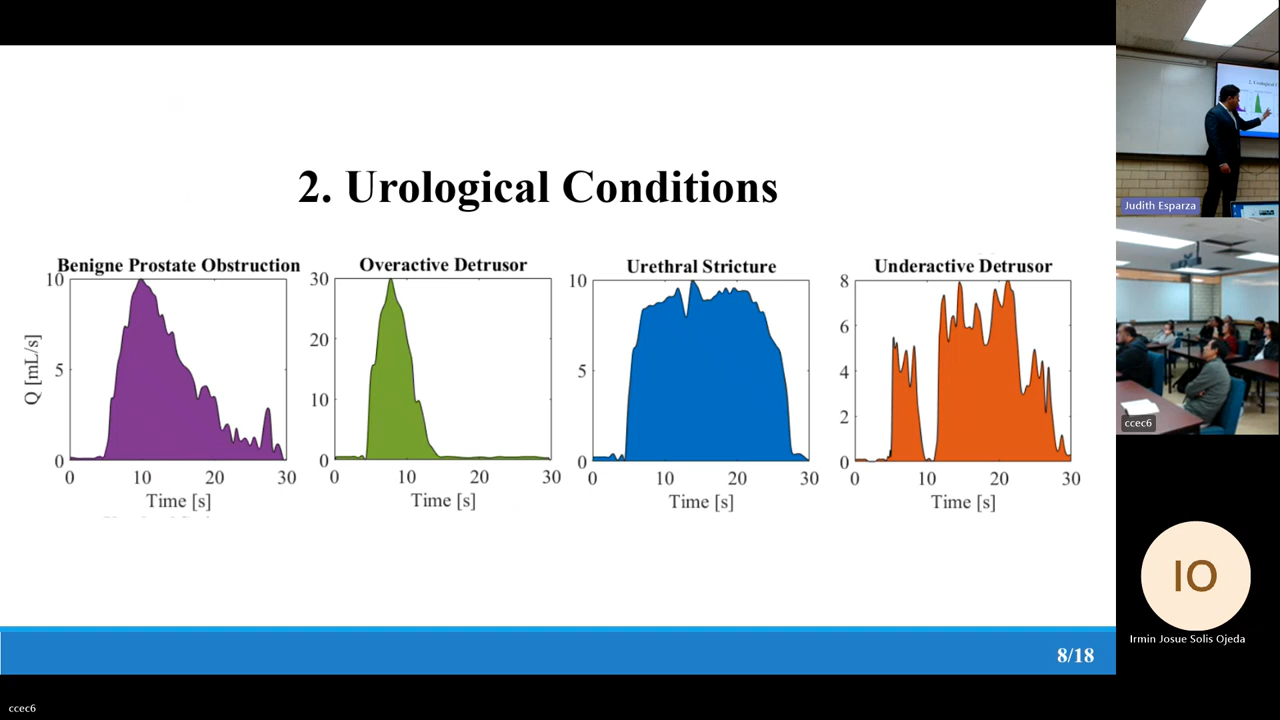 2. Urological Conditions
Benigne Prostate Obstruction
Q [mL/s]
10
5
0
0 10 20 30
Time [s]
Overactive Detrusor
30
20
10
0
0 10 20 30
Time [s]
Urethral Stricture
10
5
0
0 10 20 30
Time [s]
Underactive Detrusor
8
6
4
2
0
0 10 20 30
Time [s]
8/18
Judith Esparza
ccec6
IO
Irmin Josue Solis Ojeda
ccec6